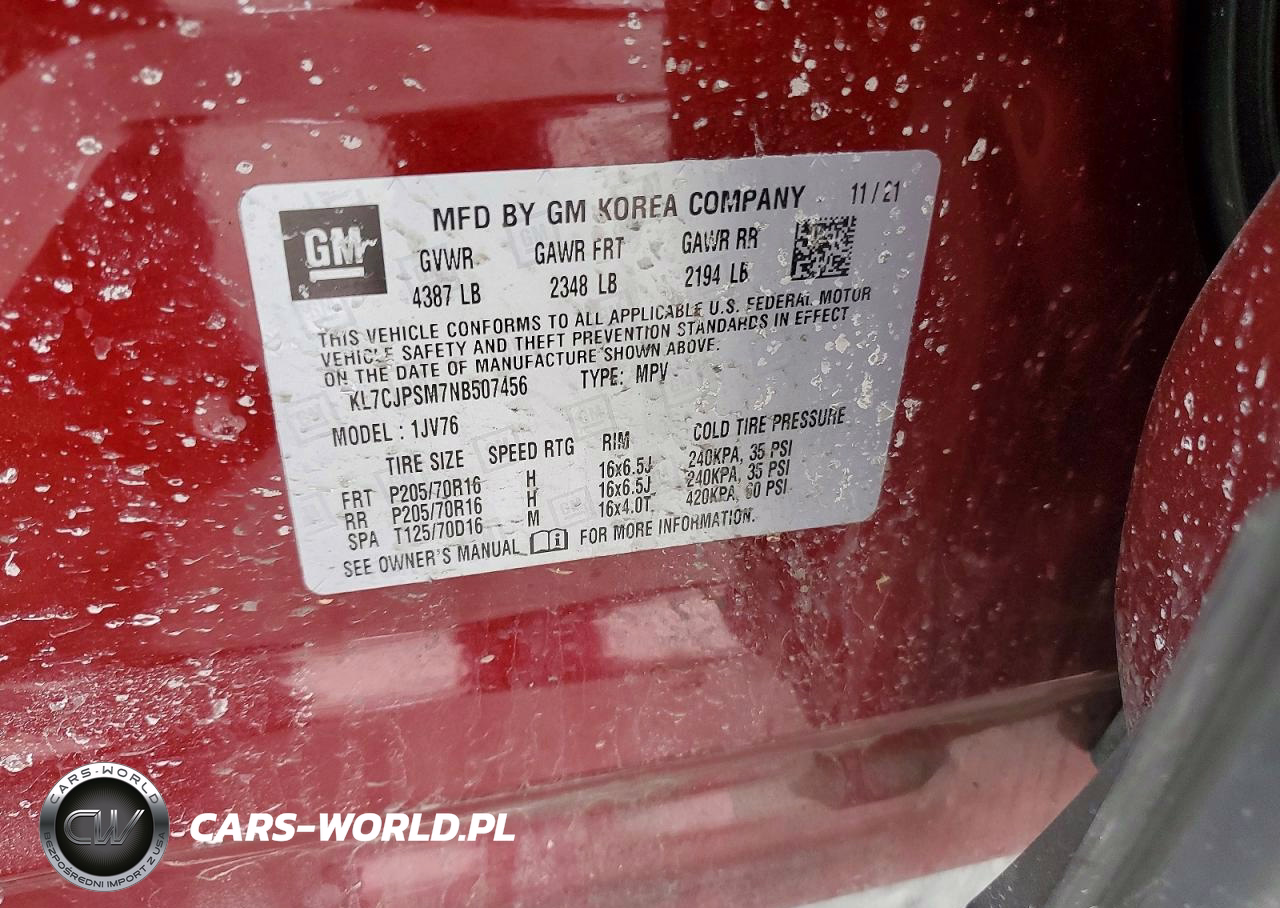 GM
MFD BY GM KOREA COMPANY 11/21
GVWR GAWR FRT GAWR RR
4387 LB 2348 LB 2194 LB
THIS VEHICLE CONFORMS TO ALL APPLICABLE U.S. FEDERAL MOTOR
VEHICLE SAFETY AND THEFT PREVENTION STANDARDS IN EFFECT
ON THE DATE OF MANUFACTURE SHOWN ABOVE.
KL7CJPSM7NB507456 TYPE: MPV
MODEL : 1JV76
TIRE SIZE SPEED RTG RIM COLD TIRE PRESSURE
FRT P205/70R16 H 16x6.5J 240KPA, 35 PSI
RR P205/70R16 H 16x6.5J 240KPA, 35 PSI
SPA T125/70D16 M 16x4.0T 420KPA, 60 PSI
SEE OWNER'S MANUAL FOR MORE INFORMATION.
CARS-WORLD
CW
BEZPOŚREDNI IMPORT Z USA
CARS-WORLD.PL